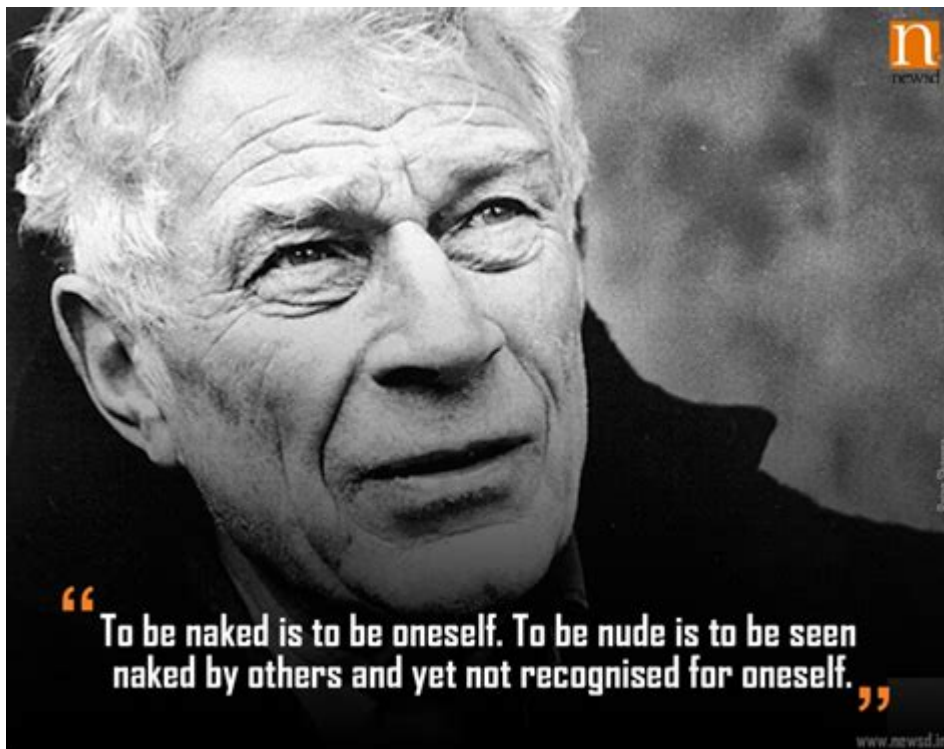 n
newsd
“To be naked is to be oneself. To be nude is to be seen
naked by others and yet not recognised for oneself.”
www.newsd.in